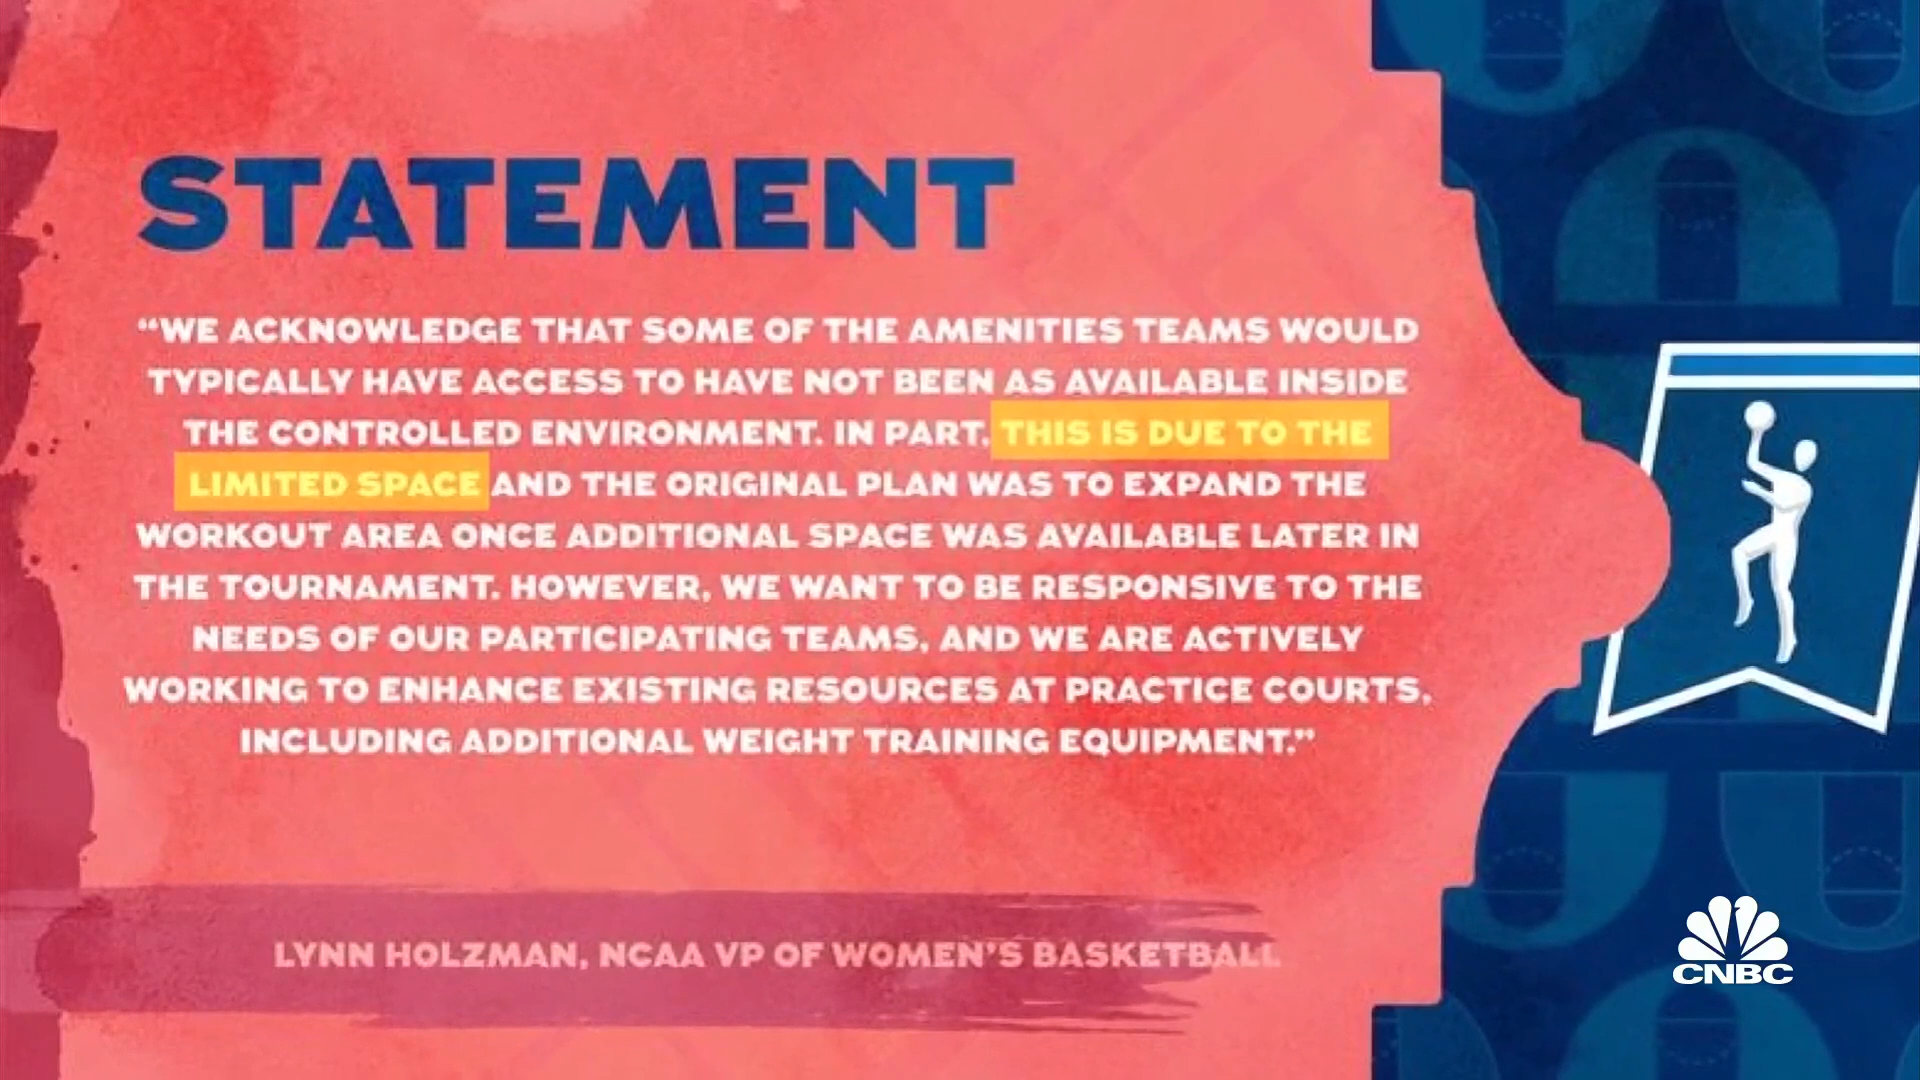 STATEMENT
“WE ACKNOWLEDGE THAT SOME OF THE AMENITIES TEAMS WOULD
TYPICALLY HAVE ACCESS TO HAVE NOT BEEN AS AVAILABLE INSIDE
THE CONTROLLED ENVIRONMENT. IN PART, THIS IS DUE TO THE
LIMITED SPACE AND THE ORIGINAL PLAN WAS TO EXPAND THE
WORKOUT AREA ONCE ADDITIONAL SPACE WAS AVAILABLE LATER IN
THE TOURNAMENT. HOWEVER, WE WANT TO BE RESPONSIVE TO THE
NEEDS OF OUR PARTICIPATING TEAMS, AND WE ARE ACTIVELY
WORKING TO ENHANCE EXISTING RESOURCES AT PRACTICE COURTS,
INCLUDING ADDITIONAL WEIGHT TRAINING EQUIPMENT.”
LYNN HOLZMAN, NCAA VP OF WOMEN’S BASKETBALL
CNBC